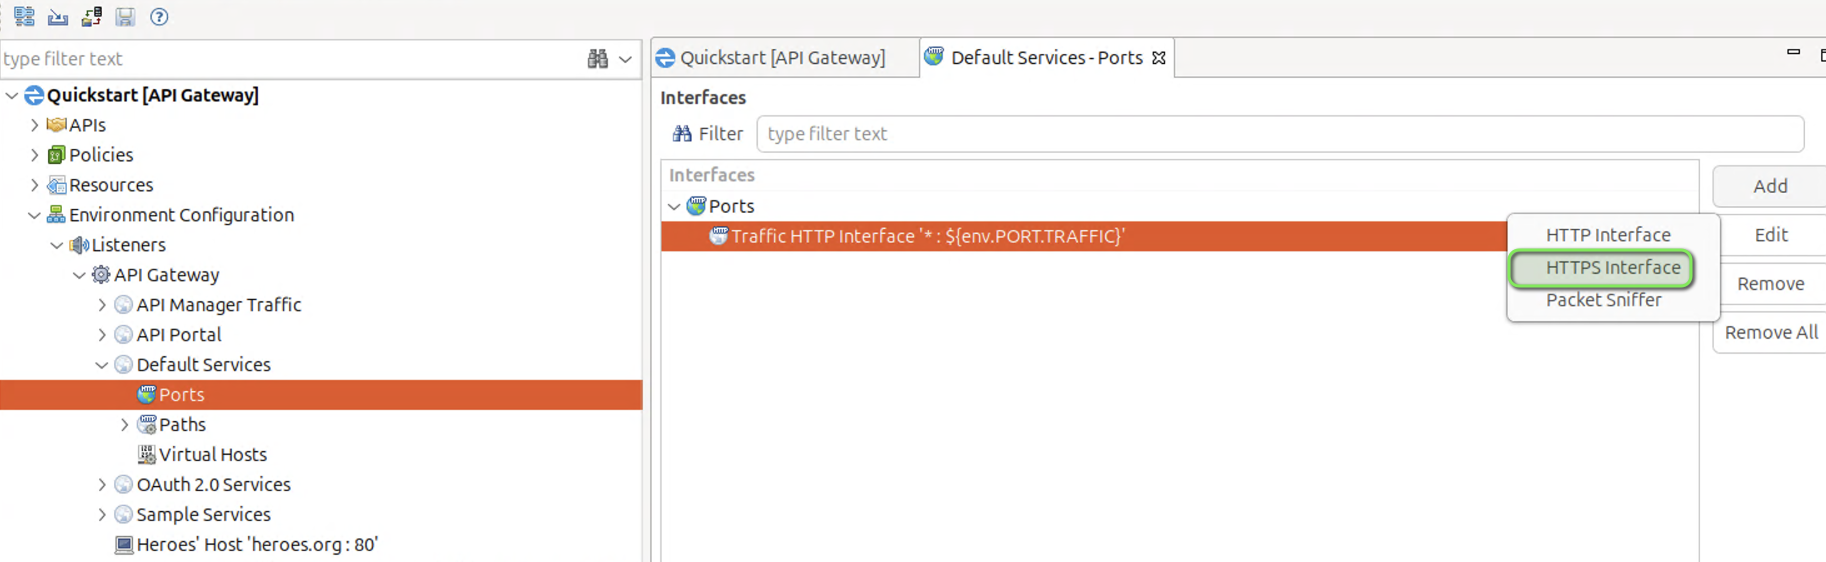 type filter text
Quickstart [API Gateway]
APIs
Policies
Resources
Environment Configuration
Listeners
API Gateway
API Manager Traffic
API Portal
Default Services
Ports
Paths
Virtual Hosts
OAuth 2.0 Services
Sample Services
Heroes' Host 'heroes.org : 80'
Quickstart [API Gateway]
Default Services - Ports
Interfaces
Filter
type filter text
Interfaces
Ports
Traffic HTTP Interface '* : ${env.PORT.TRAFFIC}'
HTTP Interface
HTTPS Interface
Packet Sniffer
Add
Edit
Remove
Remove All